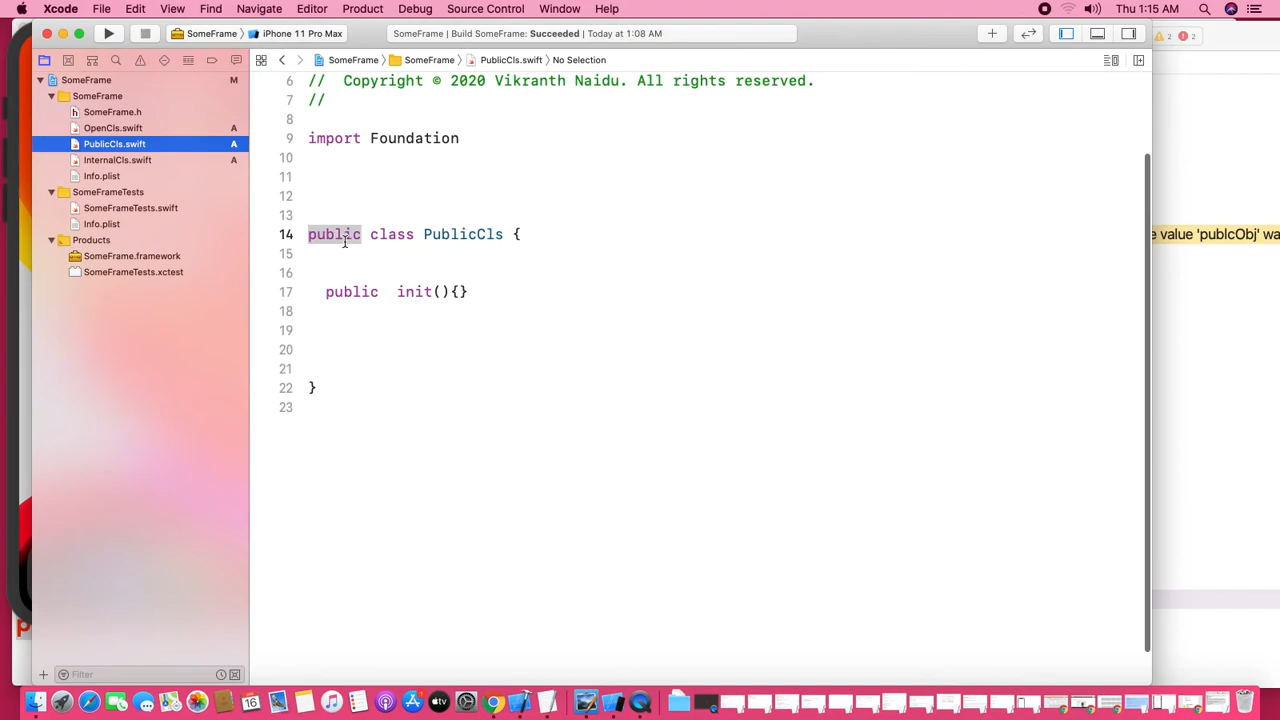 Xcode File Edit View Find Navigate Editor Product Debug Source Control Window Help Thu 1:15 AM
SomeFrame iPhone 11 Pro Max SomeFrame | Build SomeFrame: Succeeded | Today at 1:08 AM 2 2
SomeFrame SomeFrame PublicCls.swift No Selection
SomeFrame M
SomeFrame
SomeFrame.h
OpenCls.swift A
PublicCls.swift A
InternalCls.swift A
Info.plist
SomeFrameTests
SomeFrameTests.swift
Info.plist
Products
SomeFrame.framework
SomeFrameTests.xctest
Filter
6 // Copyright © 2020 Vikranth Naidu. All rights reserved.
7 //
8
9 import Foundation
10
11
12
13
14 public class PublicCls {
15
16
17 public init(){}
18
19
20
21
22 }
23
e value 'publcObj' wa
16